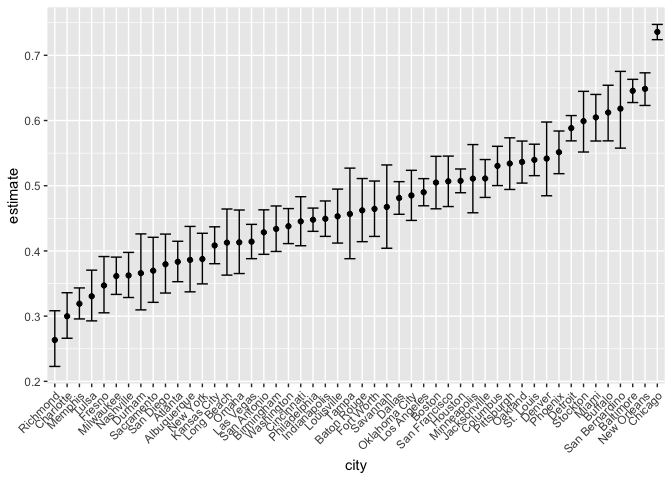 0.7
0.6
0.5
0.4
0.3
0.2
estimate
Richmond
Charlotte
Memphis
Tulsa
Fresno
Milwaukee
Nashville
Durham
Sacramento
San Diego
Atlanta
Albuquerque
New York
Kansas City
Long Beach
Omaha
Las Vegas
San Antonio
Birmingham
Washington
Cincinnati
Philadelphia
Indianapolis
Louisville
Tampa
Baton Rouge
Fort Worth
Savannah
Dallas
Oklahoma City
Los Angeles
Boston
San Francisco
Houston
Minneapolis
Jacksonville
Columbus
Pittsburgh
Oakland
St. Louis
Denver
Phoenix
Detroit
Stockton
Miami
Buffalo
San Bernardino
Baltimore
New Orleans
Chicago
city